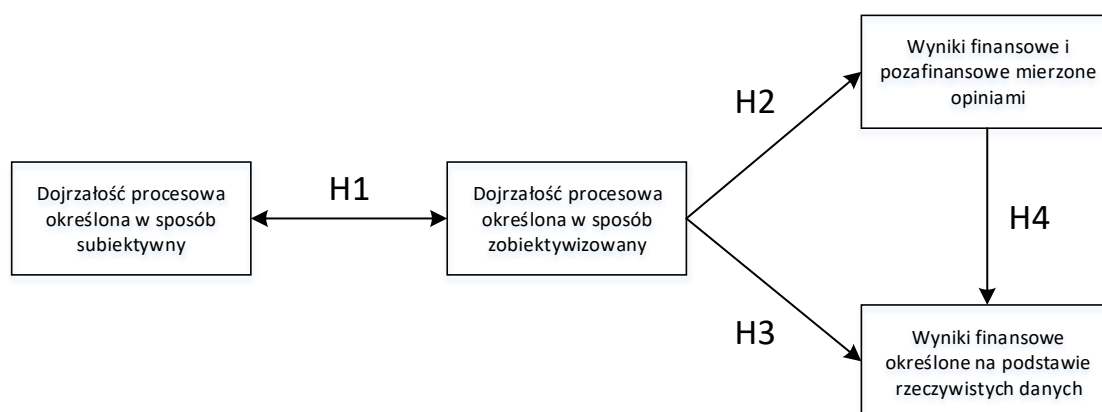 Wyniki finansowe i
pozafinansowe mierzone
opiniami
H2
H1
Dojrzałość procesowa
określona w sposób
subiektywny
Dojrzałość procesowa
określona w sposób
zobiektywizowany
H4
H3
Wyniki finansowe
określone na podstawie
rzeczywistych danych